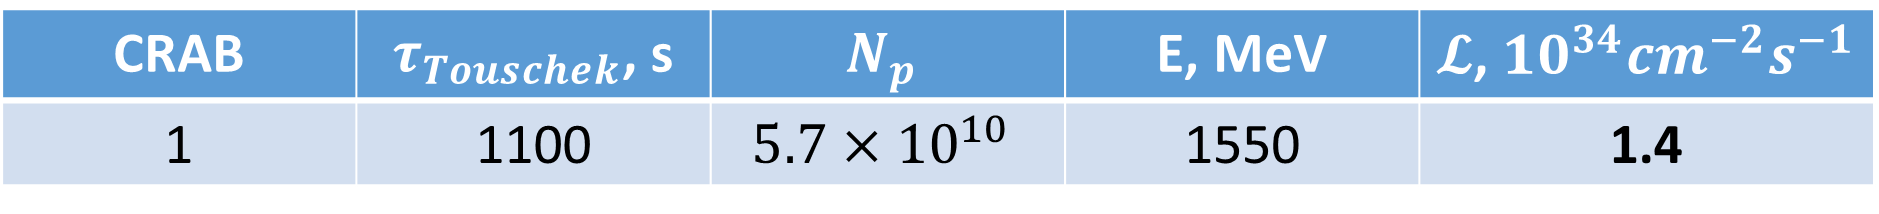 CRAB τ_Touschek, s N_p E, MeV ℒ, 10^34 cm^−2 s^−1
1 1100 5.7 × 10^10 1550 1.4